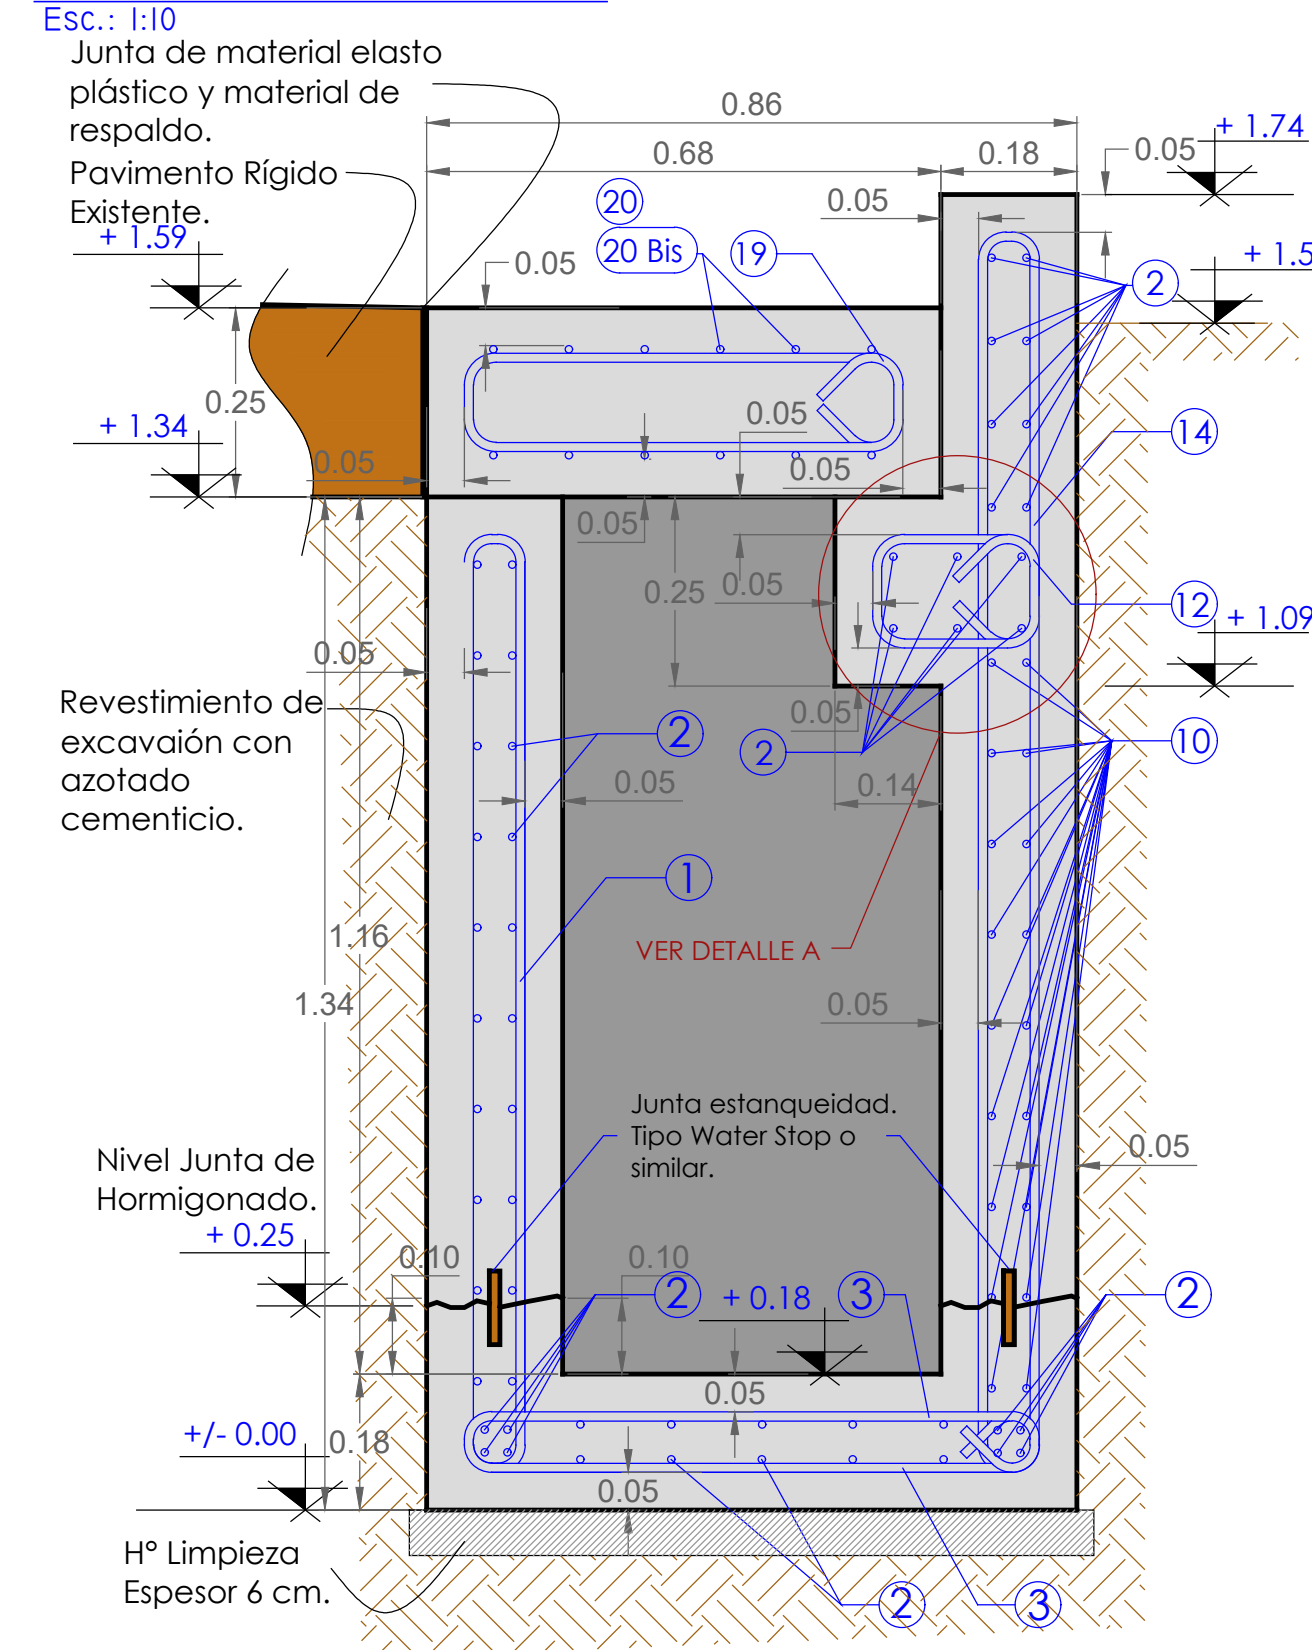 Esc.: 1:10
Junta de material elasto
plástico y material de
respaldo.
Pavimento Rígido
Existente.
0.86
0.68
0.18
0.05
+ 1.74
+ 1.59
0.05
20
20 Bis
19
0.05
+ 1.5
2
0.25
+ 1.34
0.05
0.05
0.05
14
0.05
0.25
0.05
12
+ 1.09
0.05
Revestimiento de
excavaión con
azotado
cementicio.
2
0.05
2
10
0.05
0.14
1
1.16
VER DETALLE A
1.34
0.05
Junta estanqueidad.
Tipo Water Stop o
similar.
0.05
Nivel Junta de
Hormigonado.
+ 0.25
0.10
0.10
2
+ 0.18
3
2
0.05
+/- 0.00
0.18
0.05
H° Limpieza
Espesor 6 cm.
2
3